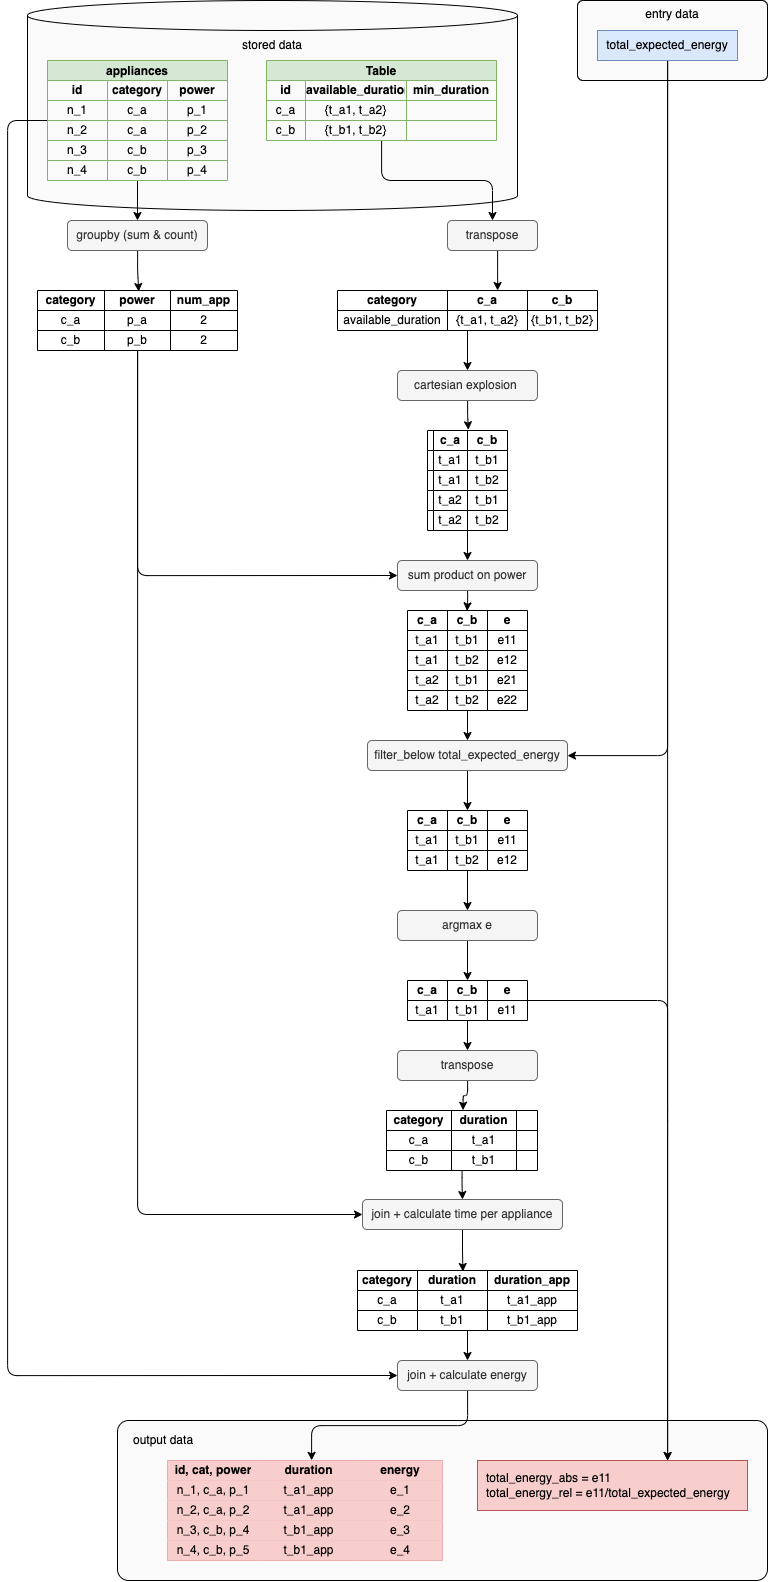 entry data
total_expected_energy
stored data
appliances
id category power
n_1 c_a p_1
n_2 c_a p_2
n_3 c_b p_3
n_4 c_b p_4
Table
id available_duratio min_duration
c_a {t_a1, t_a2}
c_b {t_b1, t_b2}
groupby (sum & count)
transpose
category power num_app
c_a p_a 2
c_b p_b 2
category c_a c_b
available_duration {t_a1, t_a2} {t_b1, t_b2}
cartesian explosion
c_a c_b
t_a1 t_b1
t_a1 t_b2
t_a2 t_b1
t_a2 t_b2
sum product on power
c_a c_b e
t_a1 t_b1 e11
t_a1 t_b2 e12
t_a2 t_b1 e21
t_a2 t_b2 e22
filter_below total_expected_energy
c_a c_b e
t_a1 t_b1 e11
t_a1 t_b2 e12
argmax e
c_a c_b e
t_a1 t_b1 e11
transpose
category duration
c_a t_a1
c_b t_b1
join + calculate time per appliance
category duration duration_app
c_a t_a1 t_a1_app
c_b t_b1 t_b1_app
join + calculate energy
output data
id, cat, power duration energy
n_1, c_a, p_1 t_a1_app e_1
n_2, c_a, p_2 t_a1_app e_2
n_3, c_b, p_4 t_b1_app e_3
n_4, c_b, p_5 t_b1_app e_4
total_energy_abs = e11
total_energy_rel = e11/total_expected_energy